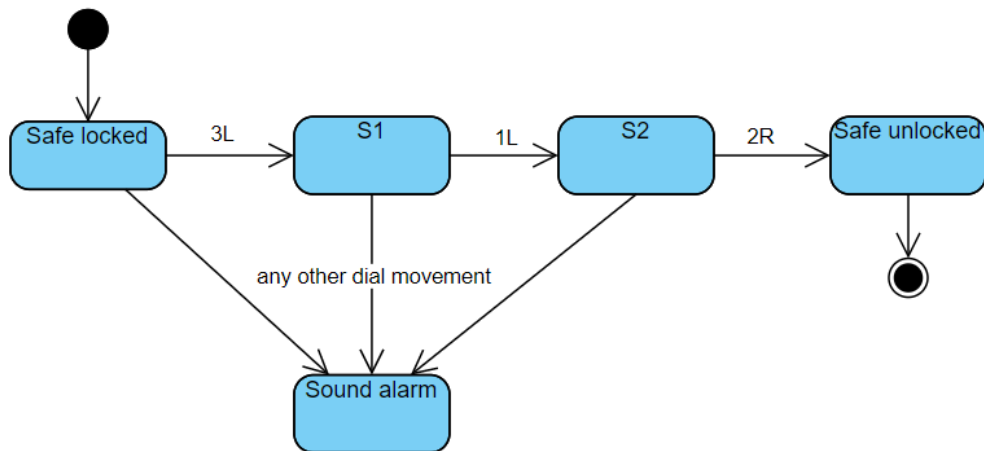 Safe locked
3L
S1
1L
S2
2R
Safe unlocked
any other dial movement
Sound alarm